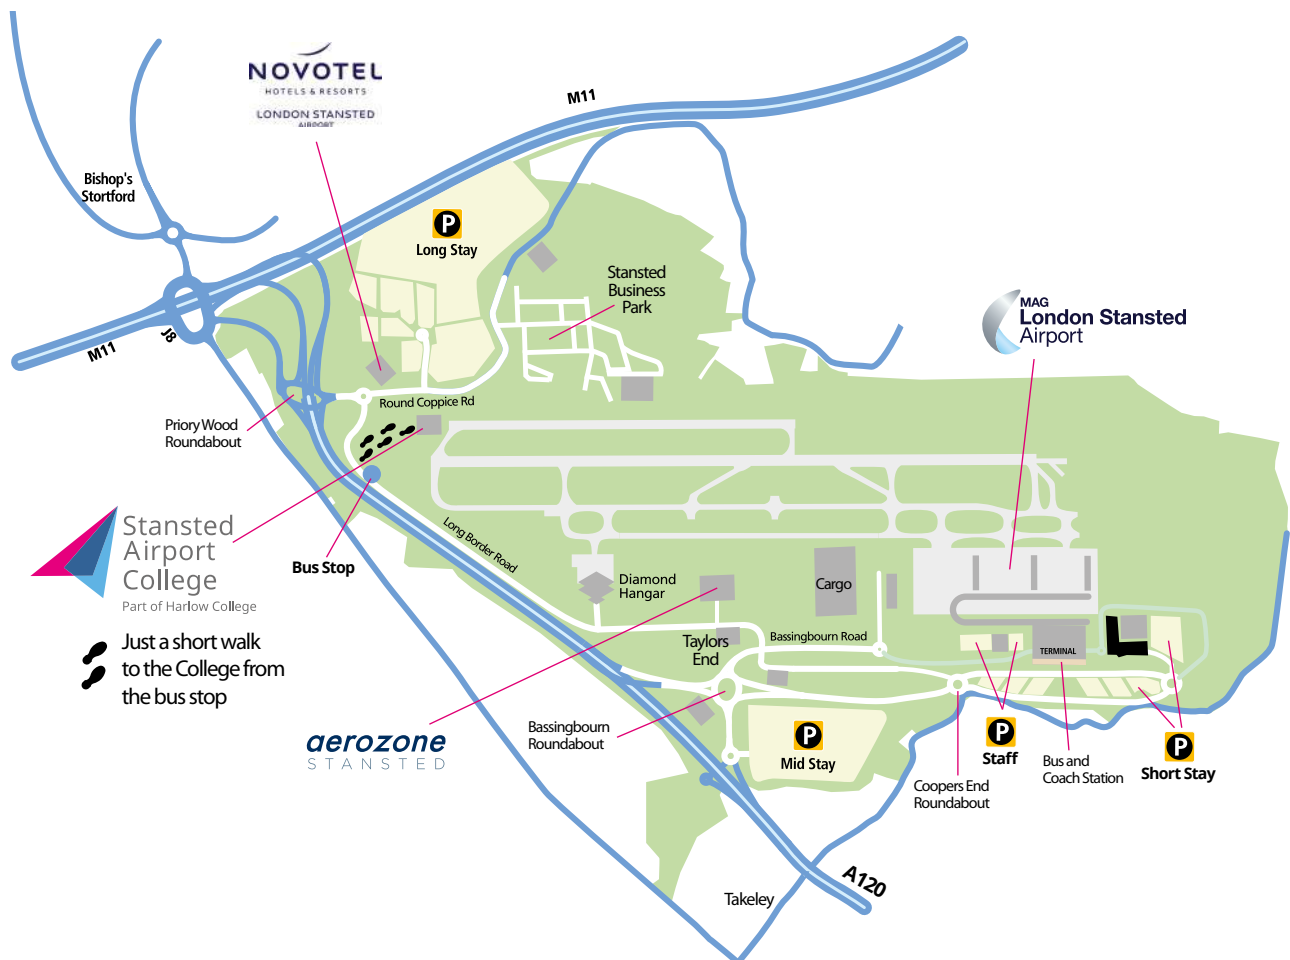 NOVOTEL
HOTELS & RESORTS
LONDON STANSTED
AIRPORT
M11
Bishop's
Stortford
P
Long Stay
Stansted
Business
Park
MAG
London Stansted
Airport
J8
M11
Round Coppice Rd
Priory Wood
Roundabout
Stansted
Airport
College
Part of Harlow College
Bus Stop
Long Border Road
Diamond
Hangar
Cargo
Just a short walk
to the College from
the bus stop
Taylors
End
Bassingbourn Road
TERMINAL
aerozone
STANSTED
Bassingbourn
Roundabout
P
Mid Stay
P
Staff
Bus and
Coach Station
P
Short Stay
Coopers End
Roundabout
A120
Takeley